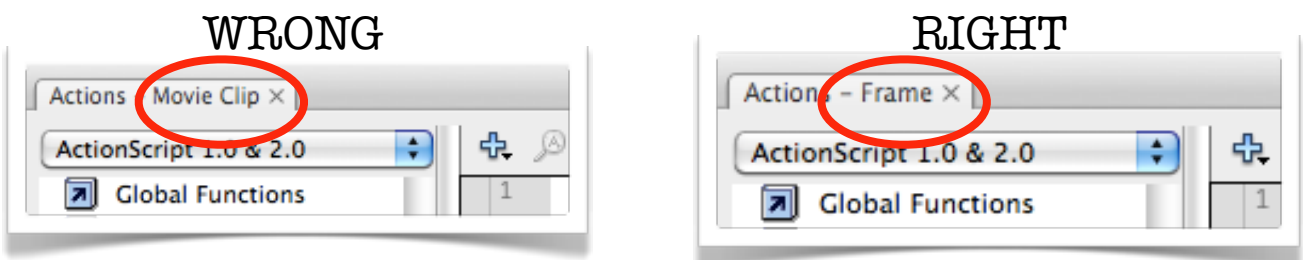 WRONG
Actions Movie Clip ×
ActionScript 1.0 & 2.0
Global Functions
1
RIGHT
Actions – Frame ×
ActionScript 1.0 & 2.0
Global Functions
1